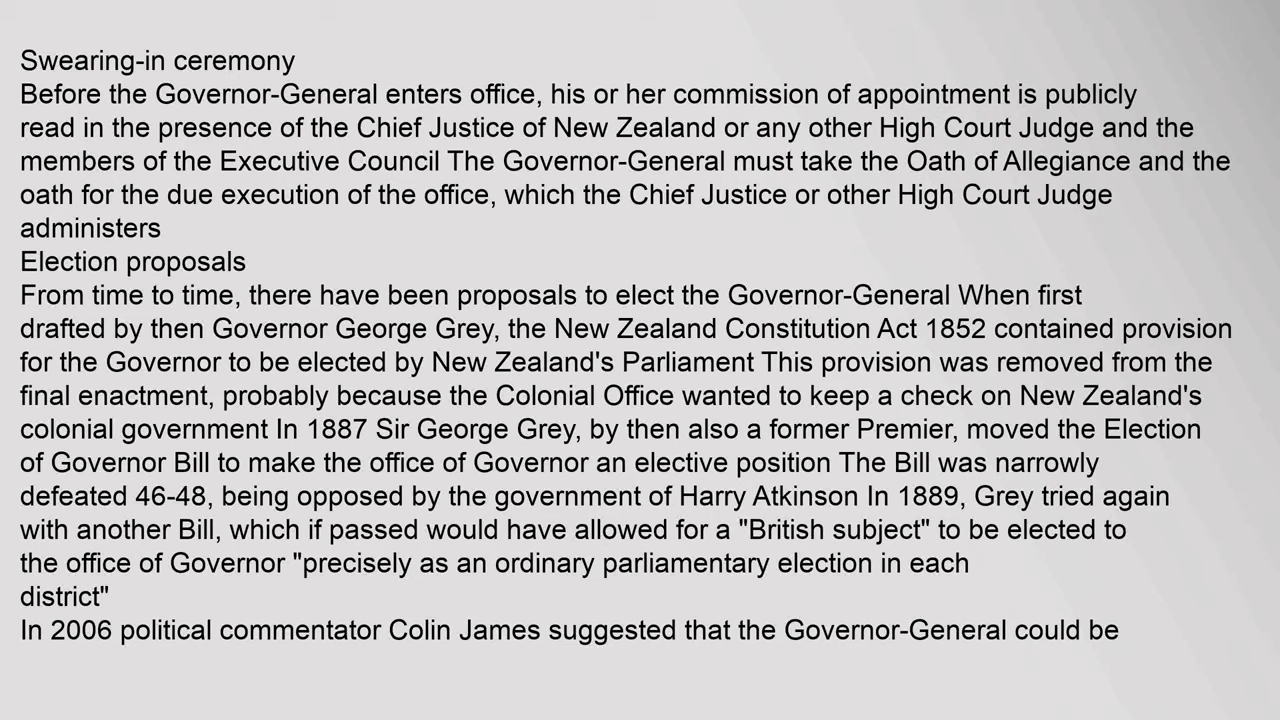 Swearing-in ceremony
Before the Governor-General enters office, his or her commission of appointment is publicly
read in the presence of the Chief Justice of New Zealand or any other High Court Judge and the
members of the Executive Council The Governor-General must take the Oath of Allegiance and the
oath for the due execution of the office, which the Chief Justice or other High Court Judge
administers
Election proposals
From time to time, there have been proposals to elect the Governor-General When first
drafted by then Governor George Grey, the New Zealand Constitution Act 1852 contained provision
for the Governor to be elected by New Zealand's Parliament This provision was removed from the
final enactment, probably because the Colonial Office wanted to keep a check on New Zealand's
colonial government In 1887 Sir George Grey, by then also a former Premier, moved the Election
of Governor Bill to make the office of Governor an elective position The Bill was narrowly
defeated 46-48, being opposed by the government of Harry Atkinson In 1889, Grey tried again
with another Bill, which if passed would have allowed for a "British subject" to be elected to
the office of Governor "precisely as an ordinary parliamentary election in each
district"
In 2006 political commentator Colin James suggested that the Governor-General could be